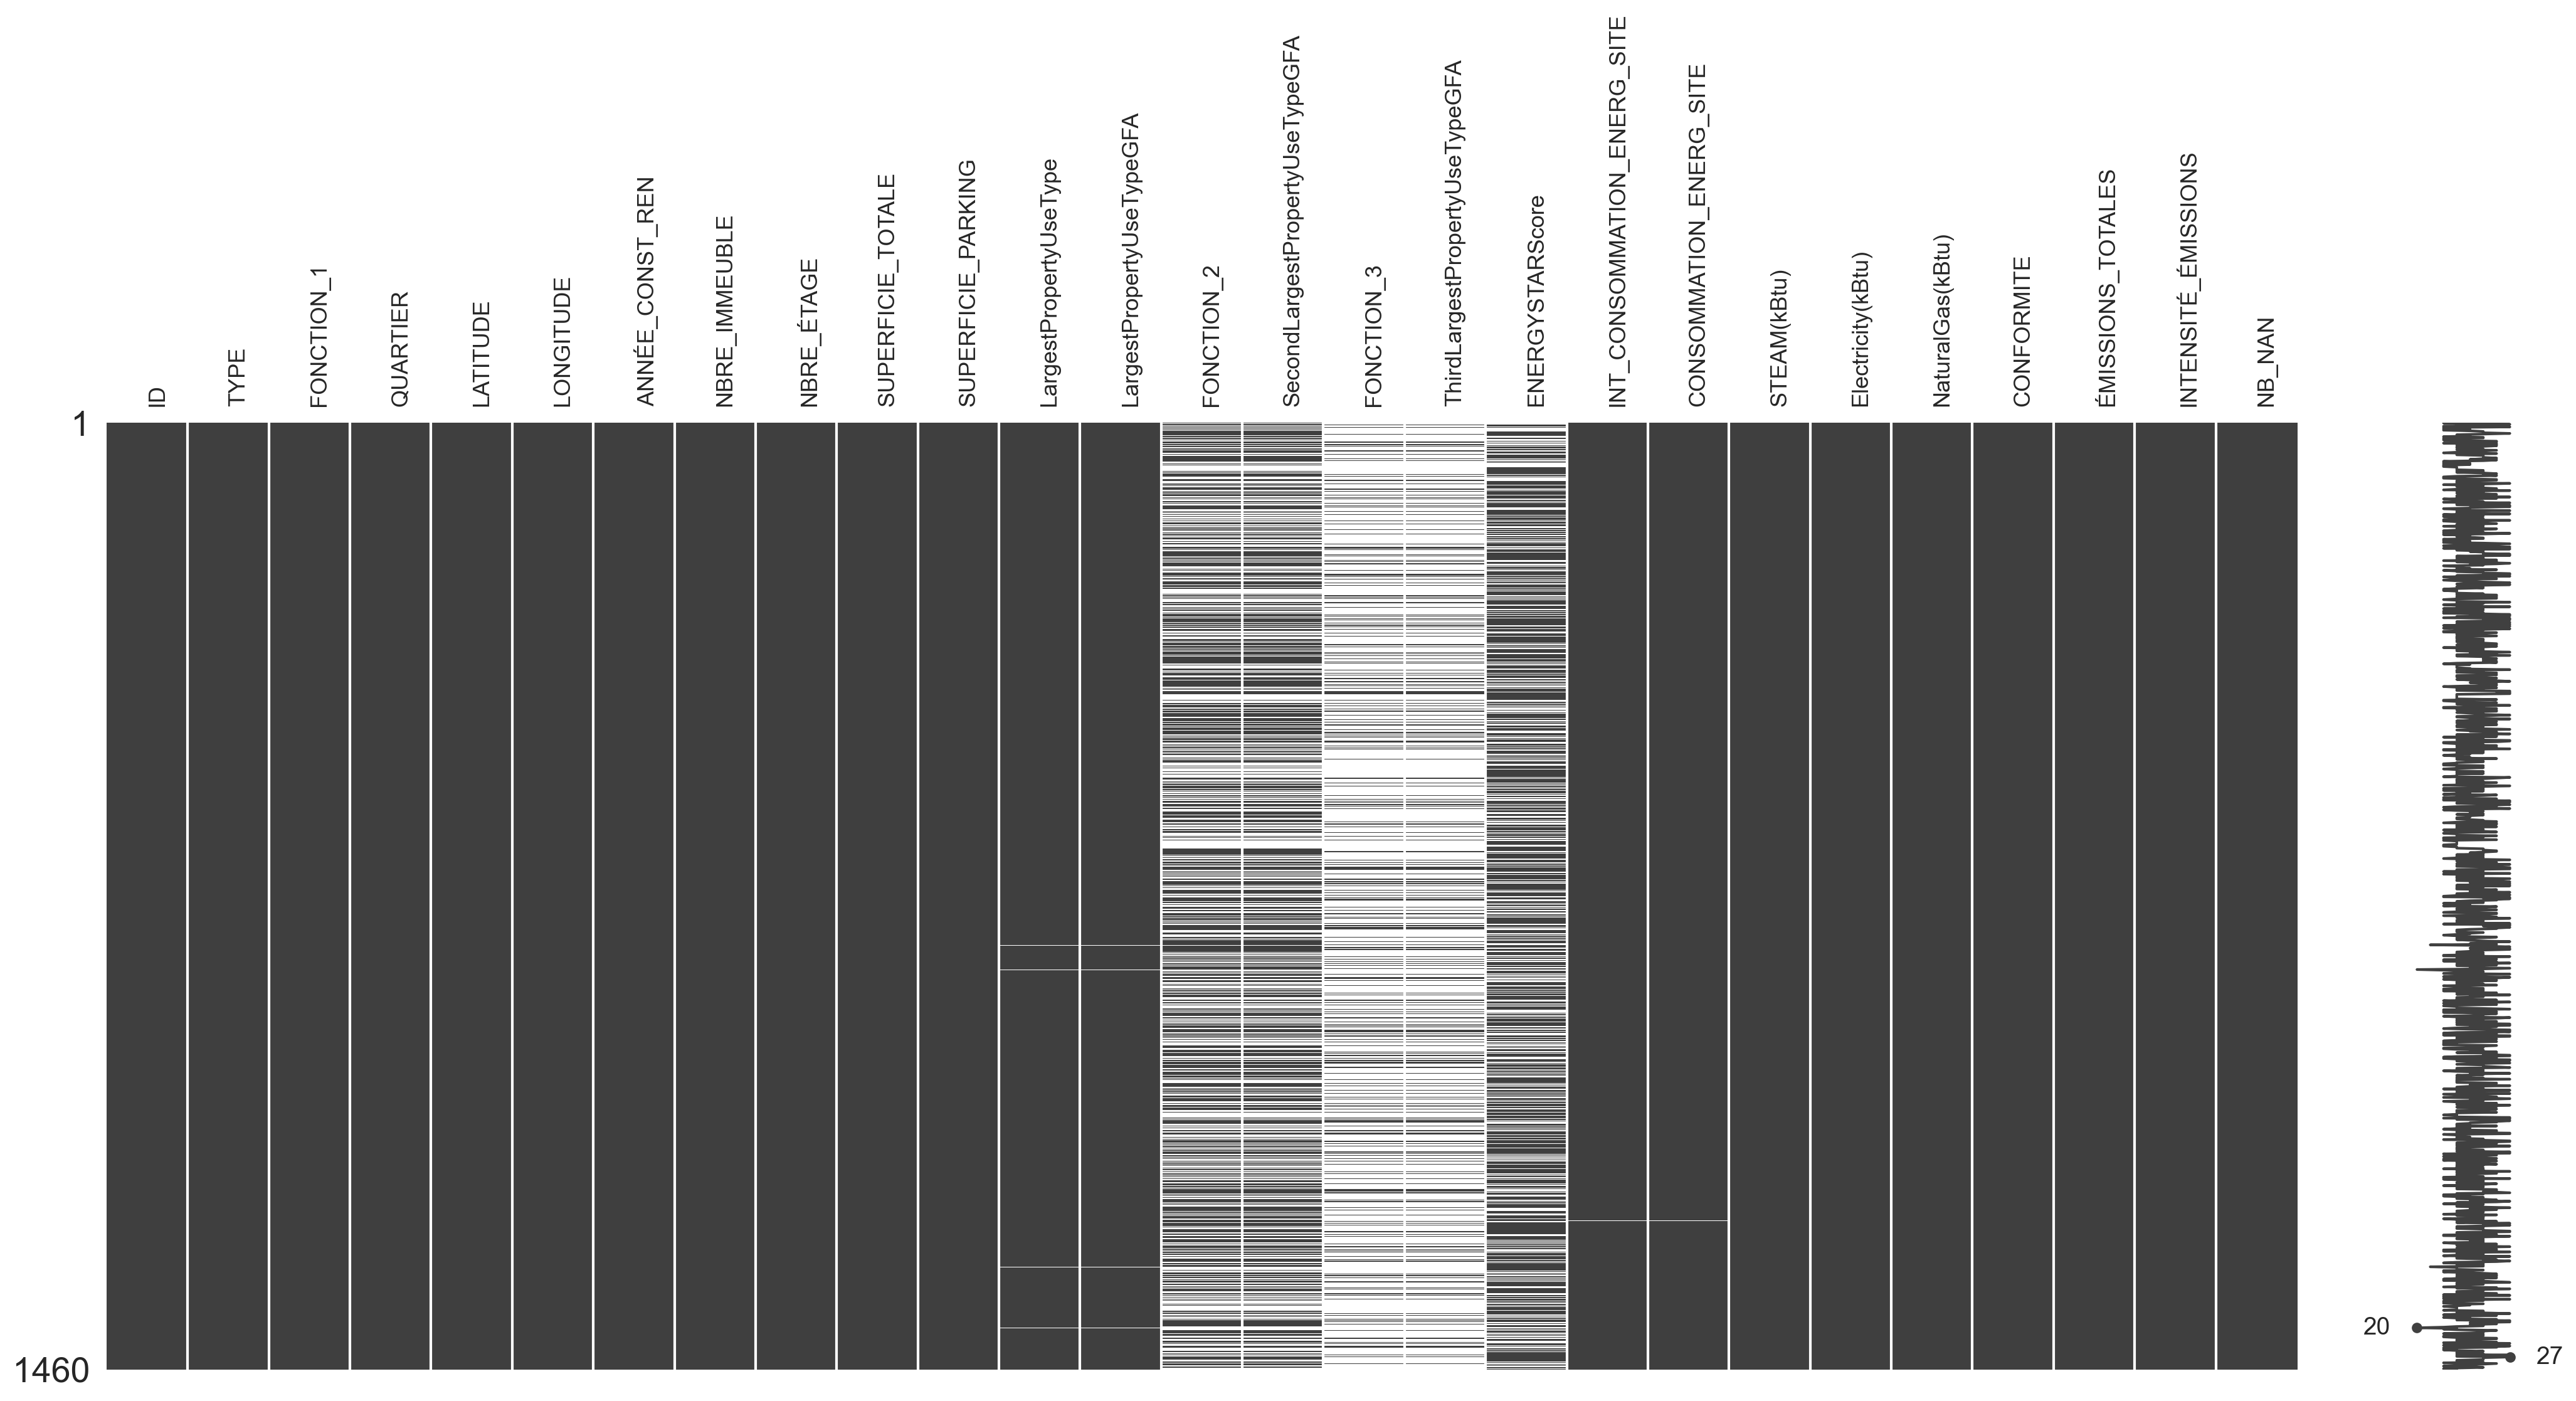 ID
TYPE
FONCTION_1
QUARTIER
LATITUDE
LONGITUDE
ANNÉE_CONST_REN
NBRE_IMMEUBLE
NBRE_ÉTAGE
SUPERFICIE_TOTALE
SUPERFICIE_PARKING
LargestPropertyUseType
LargestPropertyUseTypeGFA
FONCTION_2
SecondLargestPropertyUseTypeGFA
FONCTION_3
ThirdLargestPropertyUseTypeGFA
ENERGYSTARScore
INT_CONSOMMATION_ENERG_SITE
CONSOMMATION_ENERG_SITE
STEAM(kBtu)
Electricity(kBtu)
NaturalGas(kBtu)
CONFORMITE
ÉMISSIONS_TOTALES
INTENSITÉ_ÉMISSIONS
NB_NAN
1
20
27
1460